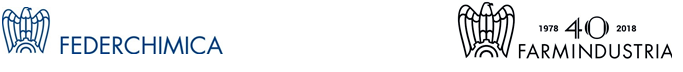 FEDERCHIMICA
1978 40 2018
FARMINDUSTRIA